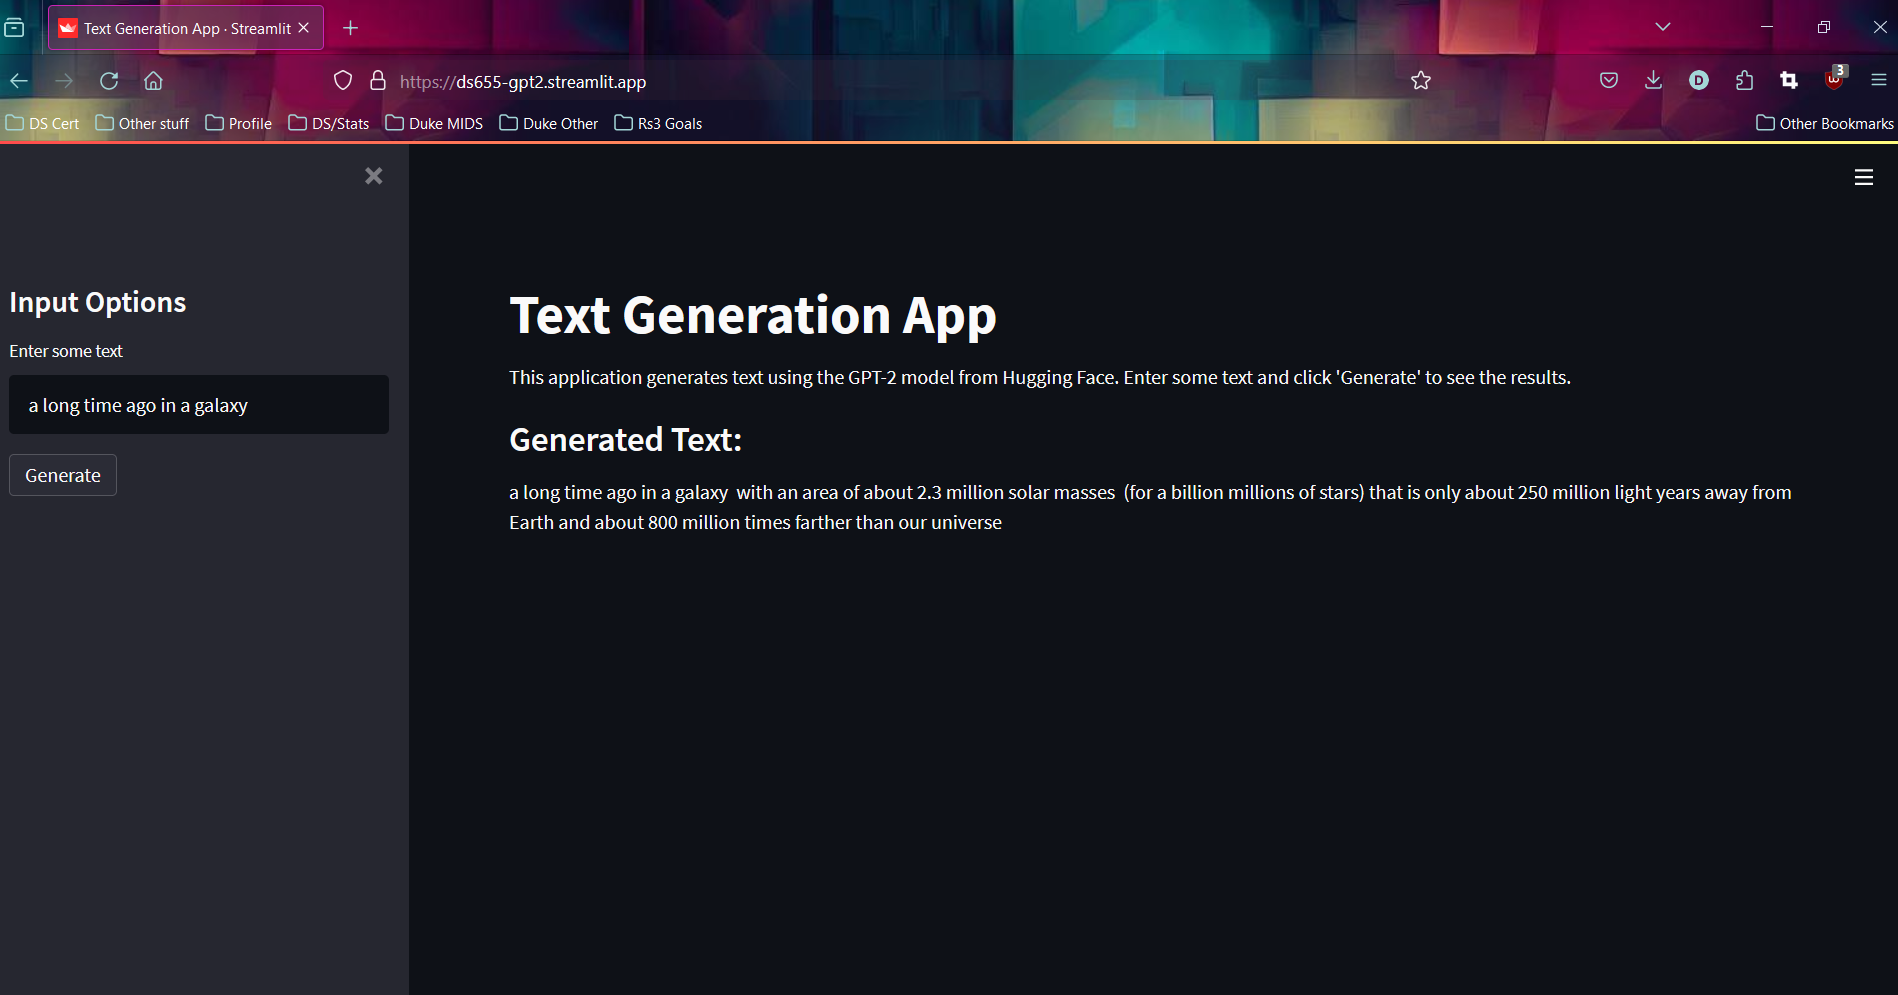 Text Generation App · Streamlit
https://ds655-gpt2.streamlit.app
D
3
DS Cert Other stuff Profile DS/Stats Duke MIDS Duke Other Rs3 Goals Other Bookmarks
Input Options
Enter some text
a long time ago in a galaxy
Generate
Text Generation App
This application generates text using the GPT-2 model from Hugging Face. Enter some text and click 'Generate' to see the results.
Generated Text:
a long time ago in a galaxy  with an area of about 2.3 million solar masses  (for a billion millions of stars) that is only about 250 million light years away from
Earth and about 800 million times farther than our universe